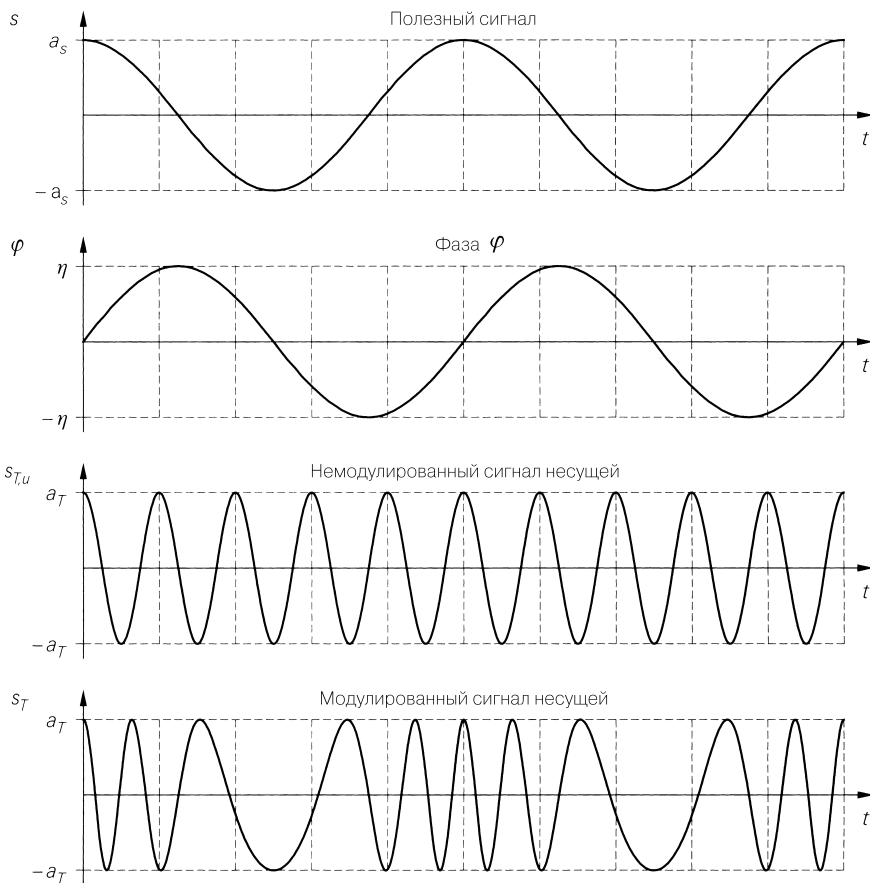 s Полезный сигнал
a_s
t
−a_s
φ Фаза φ
η
t
−η
s_T,u Немодулированный сигнал несущей
a_T
t
−a_T
s_T Модулированный сигнал несущей
a_T
t
−a_T